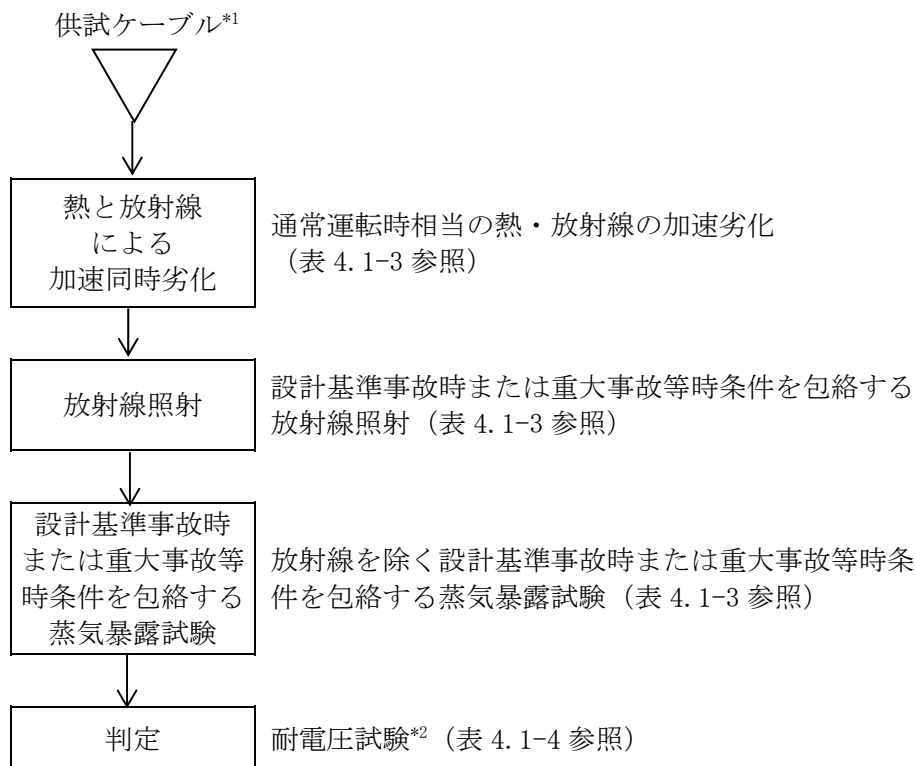 供試ケーブル*1
熱と放射線
による
加速同時劣化
通常運転時相当の熱・放射線の加速劣化
（表 4.1-3 参照）
放射線照射
設計基準事故時または重大事故等時条件を包絡する
放射線照射（表 4.1-3 参照）
設計基準事故時
または重大事故等
時条件を包絡する
蒸気暴露試験
放射線を除く設計基準事故時または重大事故等時条
件を包絡する蒸気暴露試験（表 4.1-3 参照）
判定
耐電圧試験*2（表 4.1-4 参照）